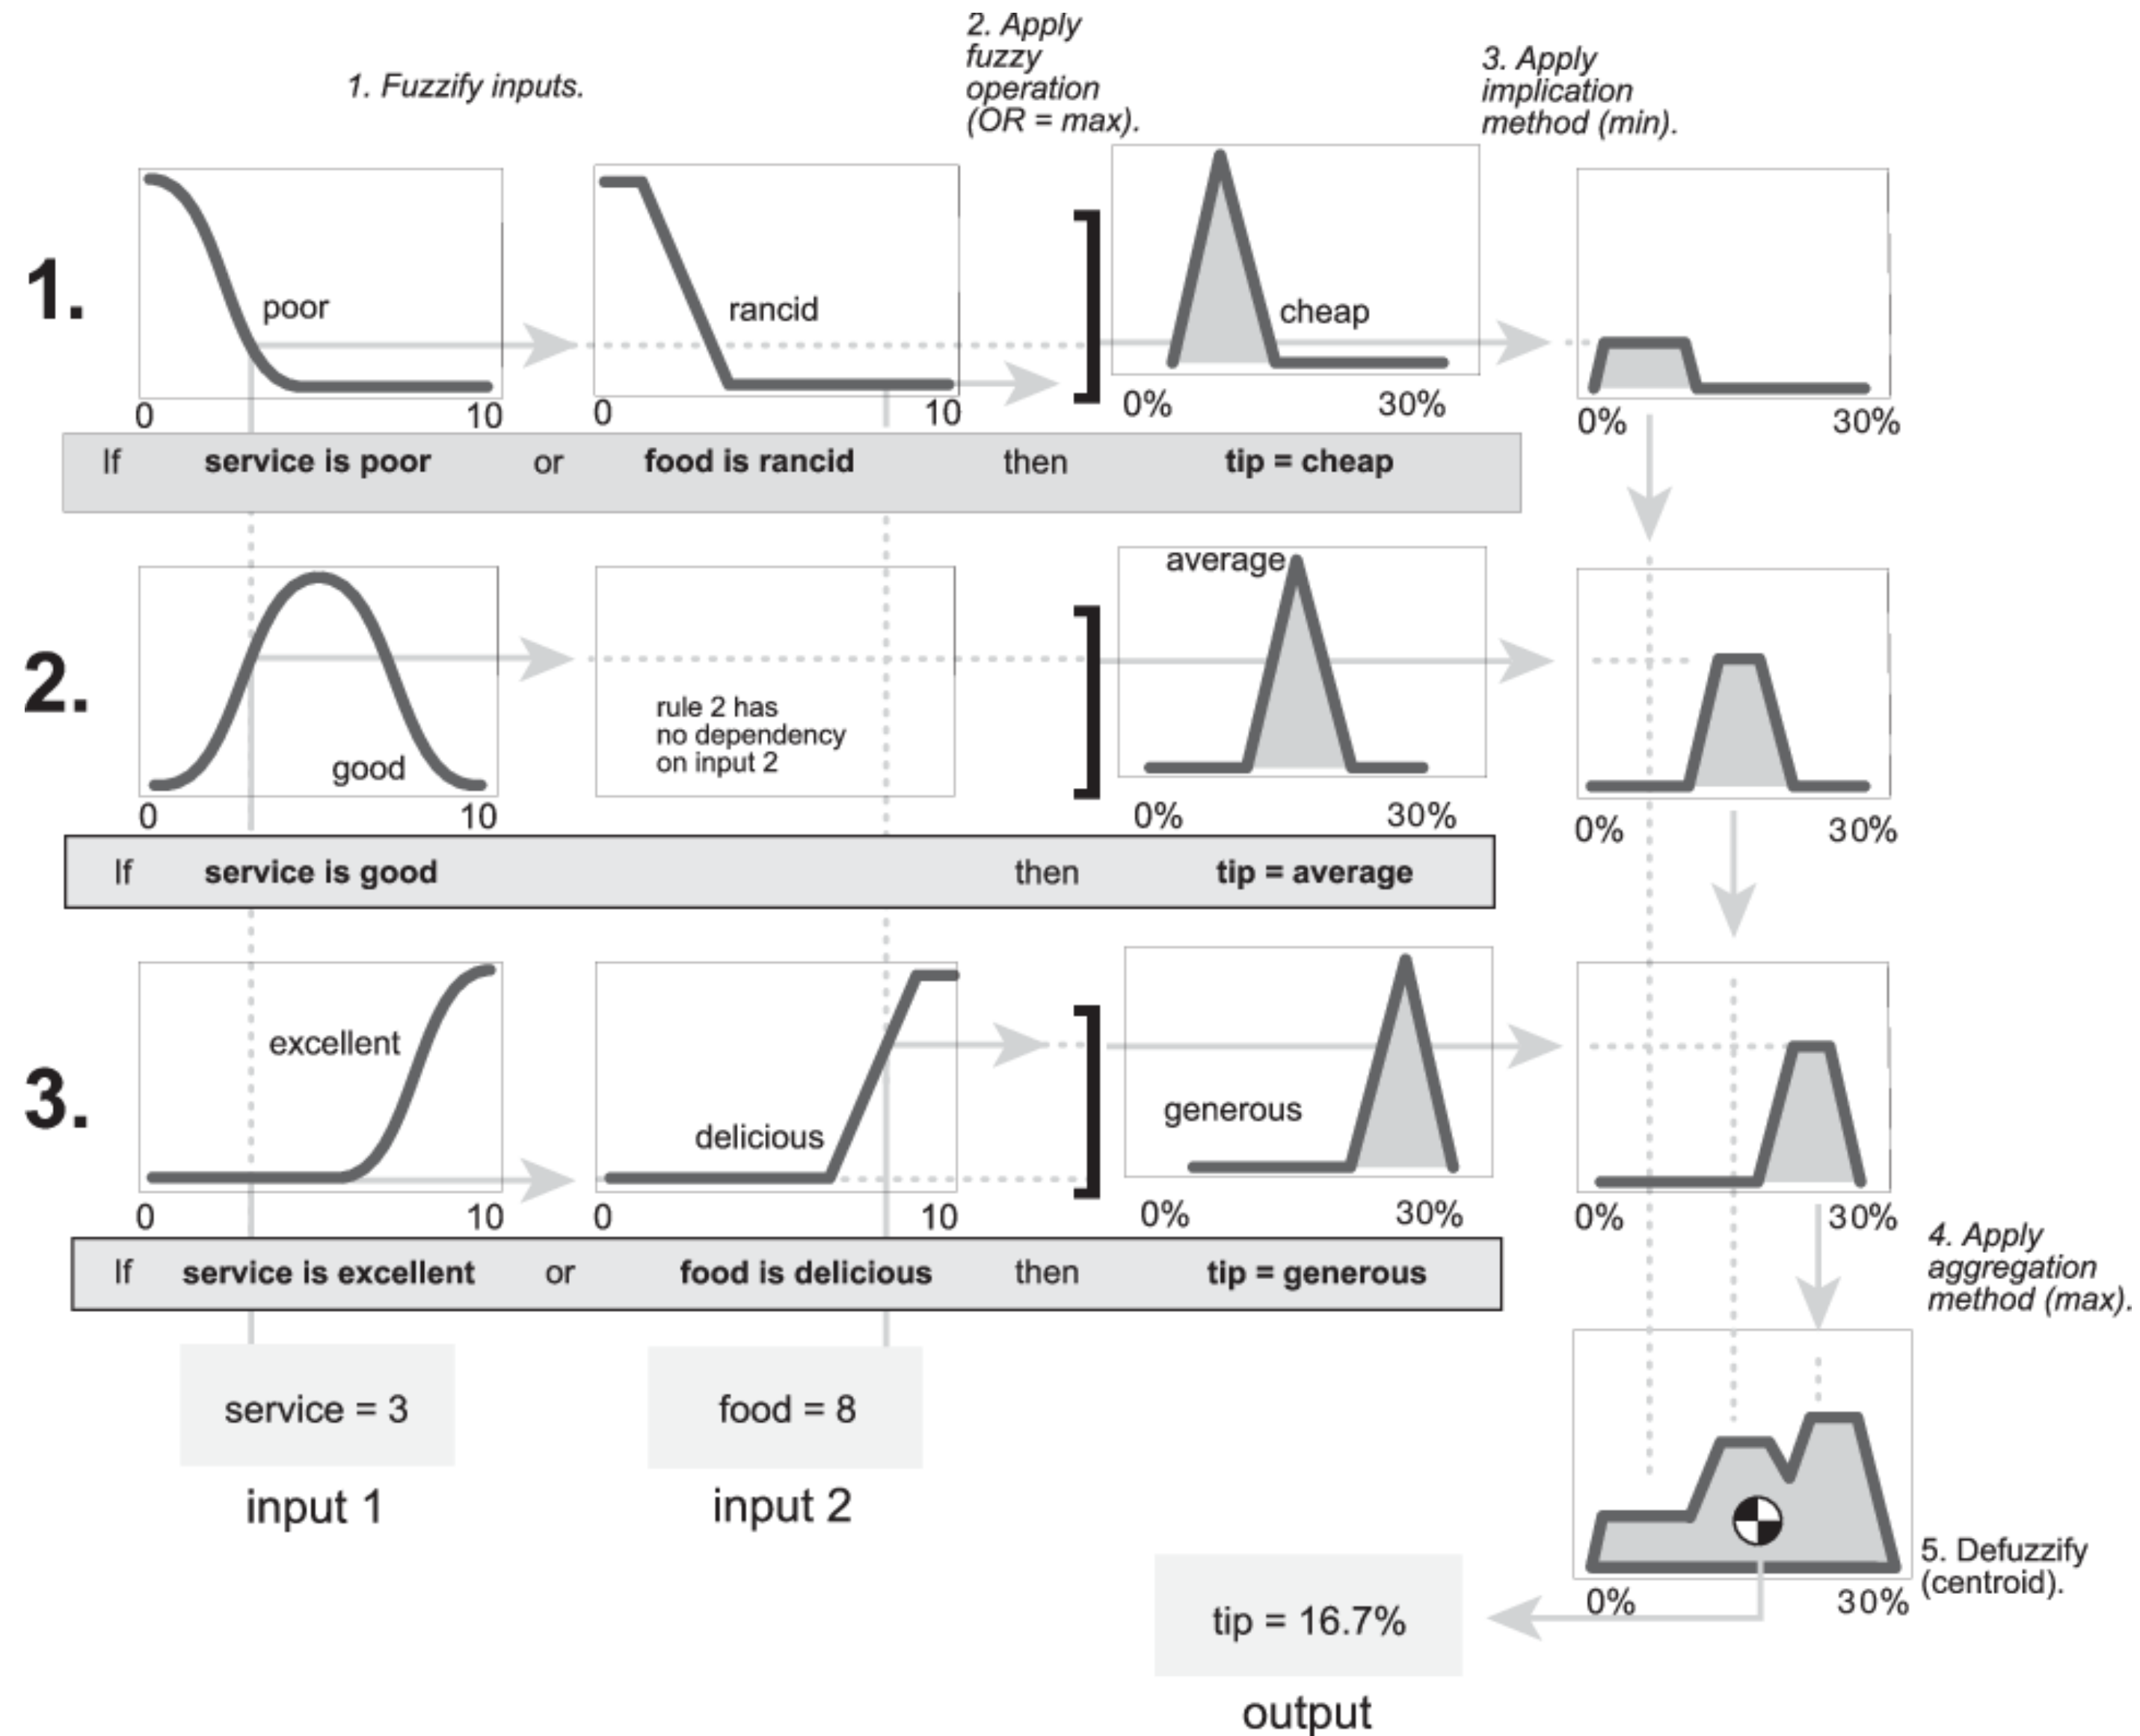 1. Fuzzify inputs.
2. Apply
fuzzy
operation
(OR = max).
3. Apply
implication
method (min).
1.
poor
0 10
rancid
0 10
cheap
0% 30%
0% 30%
If service is poor or food is rancid then tip = cheap
2.
good
0 10
rule 2 has
no dependency
on input 2
average
0% 30%
0% 30%
If service is good then tip = average
3.
excellent
0 10
delicious
0 10
generous
0% 30%
0% 30%
If service is excellent or food is delicious then tip = generous
4. Apply
aggregation
method (max).
service = 3
input 1
food = 8
input 2
0% 30%
5. Defuzzify
(centroid).
tip = 16.7%
output